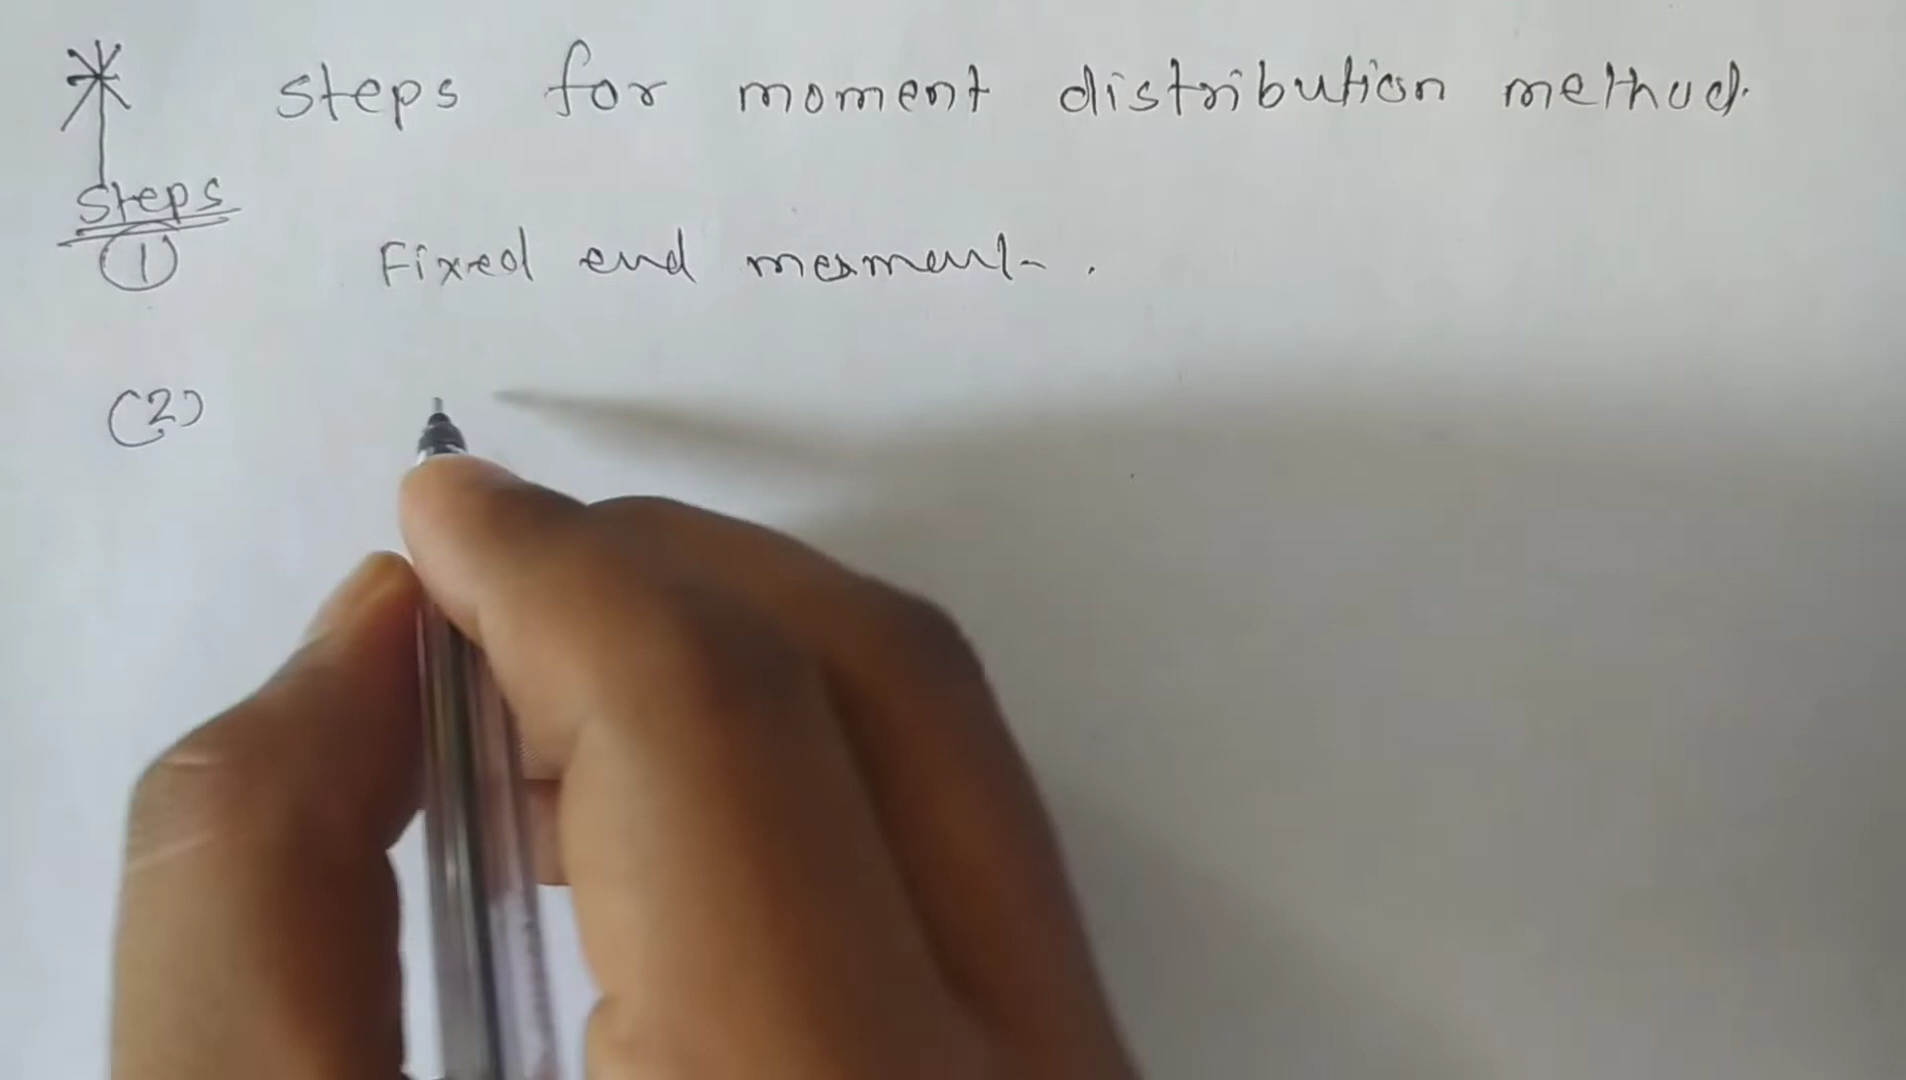 * steps for moment distribution method.
Steps
① Fixed end moment .
(2)